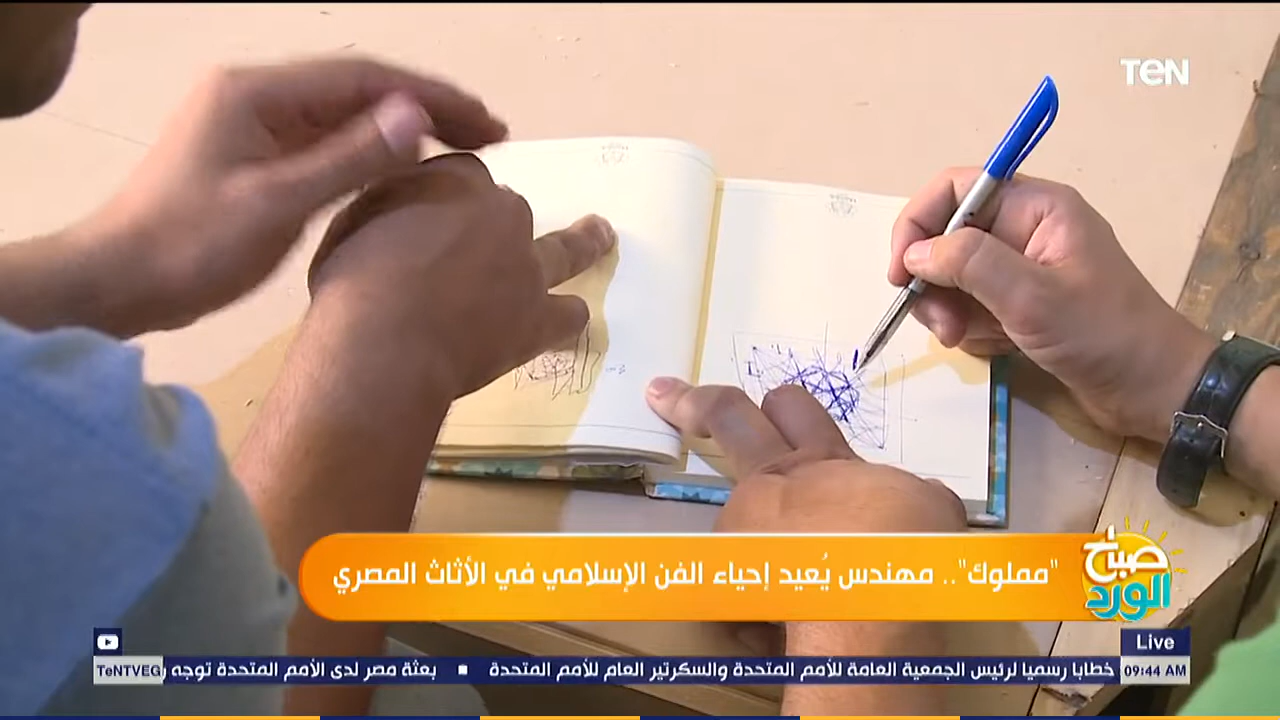 TeN
"مملوك".. مهندس يُعيد إحياء الفن الإسلامي في الأثاث المصري
صباح الورد
Live
09:44 AM
خطابا رسميا لرئيس الجمعية العامة للأمم المتحدة والسكرتير العام للأمم المتحدة ■ بعثة مصر لدى الأمم المتحدة توجه
TeNTVEG